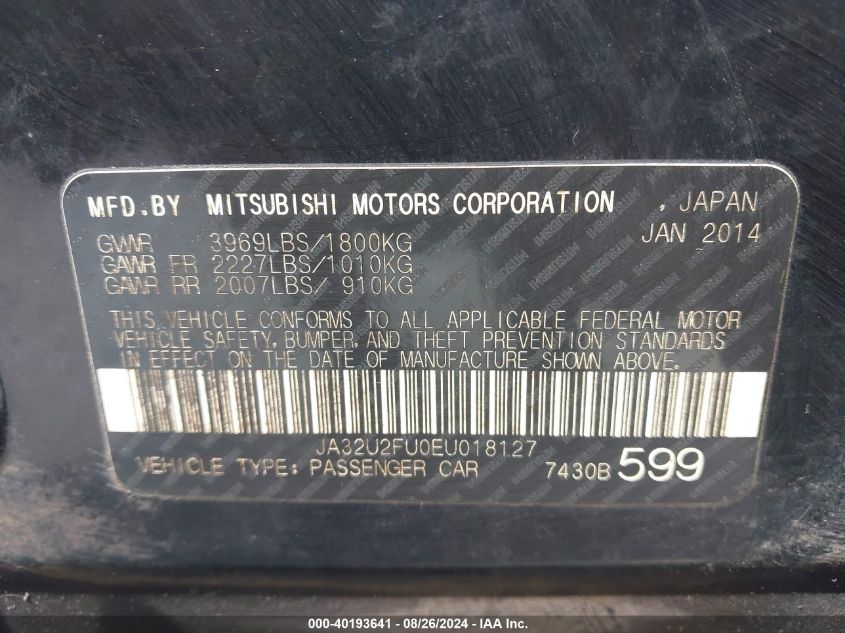 MFD.BY MITSUBISHI MOTORS CORPORATION , JAPAN
JAN 2014
GVWR 3969LBS/1800KG
GAWR FR 2227LBS/1010KG
GAWR RR 2007LBS/ 910KG
THIS VEHICLE CONFORMS TO ALL APPLICABLE FEDERAL MOTOR
VEHICLE SAFETY, BUMPER, AND THEFT PREVENTION STANDARDS
IN EFFECT ON THE DATE OF MANUFACTURE SHOWN ABOVE.
JA32U2FU0EU018127
VEHICLE TYPE: PASSENGER CAR 7430B 599
000-40193641 - 08/26/2024 - IAA Inc.